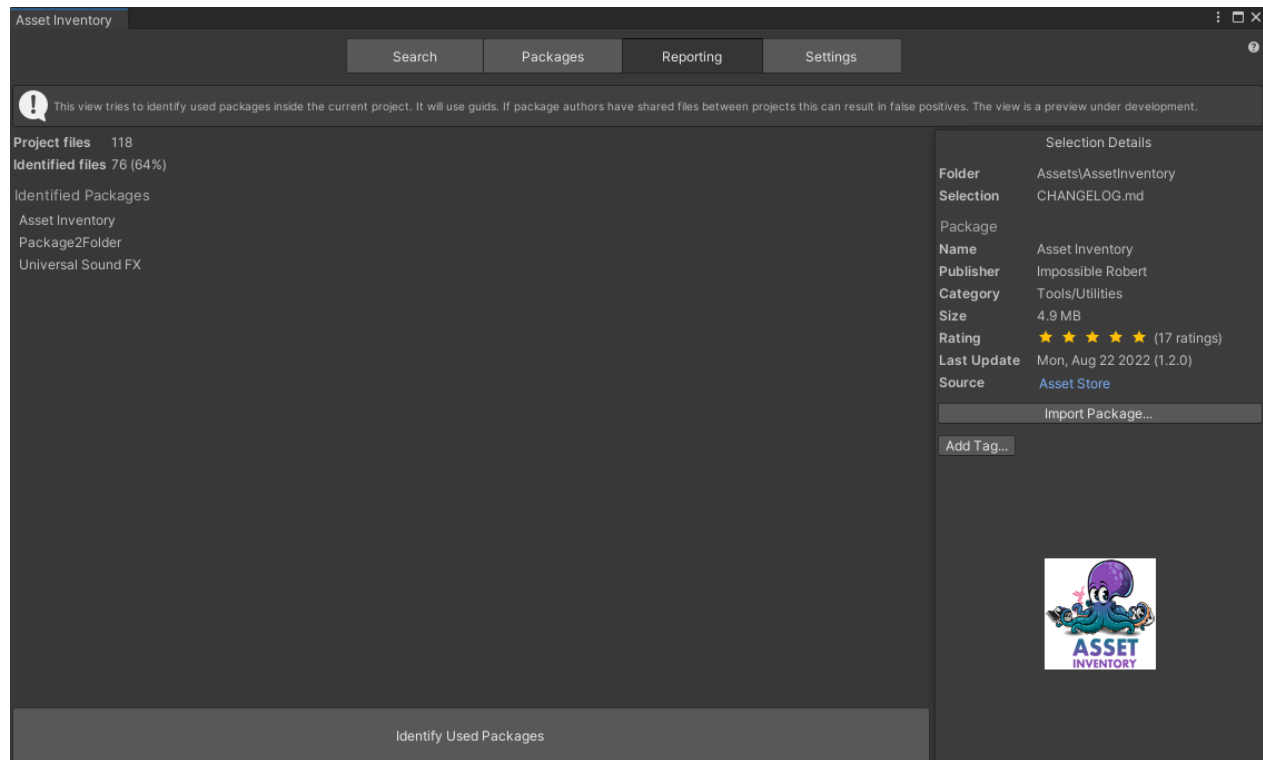 Asset Inventory
Search Packages Reporting Settings
This view tries to identify used packages inside the current project. It will use guids. If package authors have shared files between projects this can result in false positives. The view is a preview under development.
Project files 118
Identified files 76 (64%)
Identified Packages
Asset Inventory
Package2Folder
Universal Sound FX
Identify Used Packages
Selection Details
Folder Assets\AssetInventory
Selection CHANGELOG.md
Package
Name Asset Inventory
Publisher Impossible Robert
Category Tools/Utilities
Size 4.9 MB
Rating (17 ratings)
Last Update Mon, Aug 22 2022 (1.2.0)
Source Asset Store
Import Package...
Add Tag...
ASSET
INVENTORY